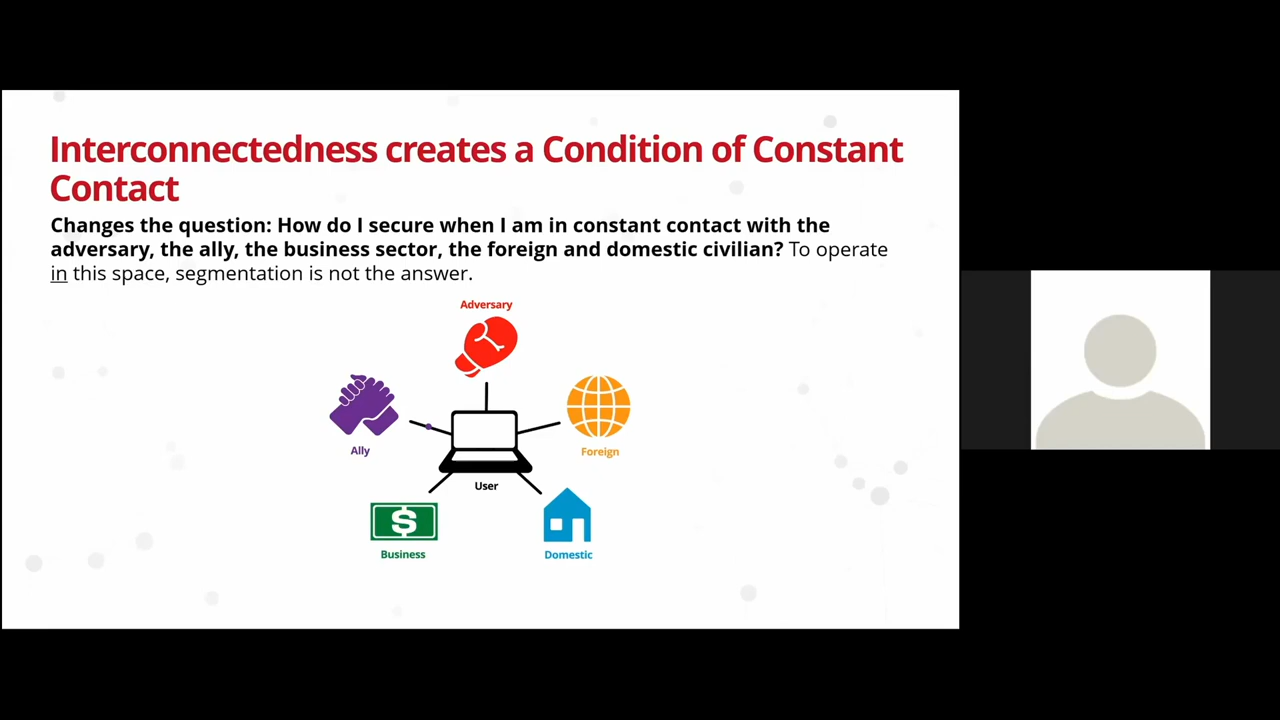 Interconnectedness creates a Condition of Constant
Contact
Changes the question: How do I secure when I am in constant contact with the
adversary, the ally, the business sector, the foreign and domestic civilian? To operate
in this space, segmentation is not the answer.
Adversary
Ally
Foreign
User
$
Business
Domestic